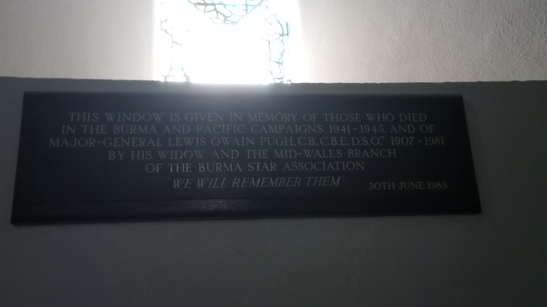 THIS WINDOW IS GIVEN IN MEMORY OF THOSE WHO DIED
IN THE BURMA AND PACIFIC CAMPAIGNS 1941-1945 AND OF
MAJOR-GENERAL LEWIS OWAIN PUGH, C.B., C.B.E., D.S.O. 1907-1981
BY HIS WIDOW AND THE MID-WALES BRANCH
OF THE BURMA STAR ASSOCIATION
"WE WILL REMEMBER THEM"
30TH JUNE 1985